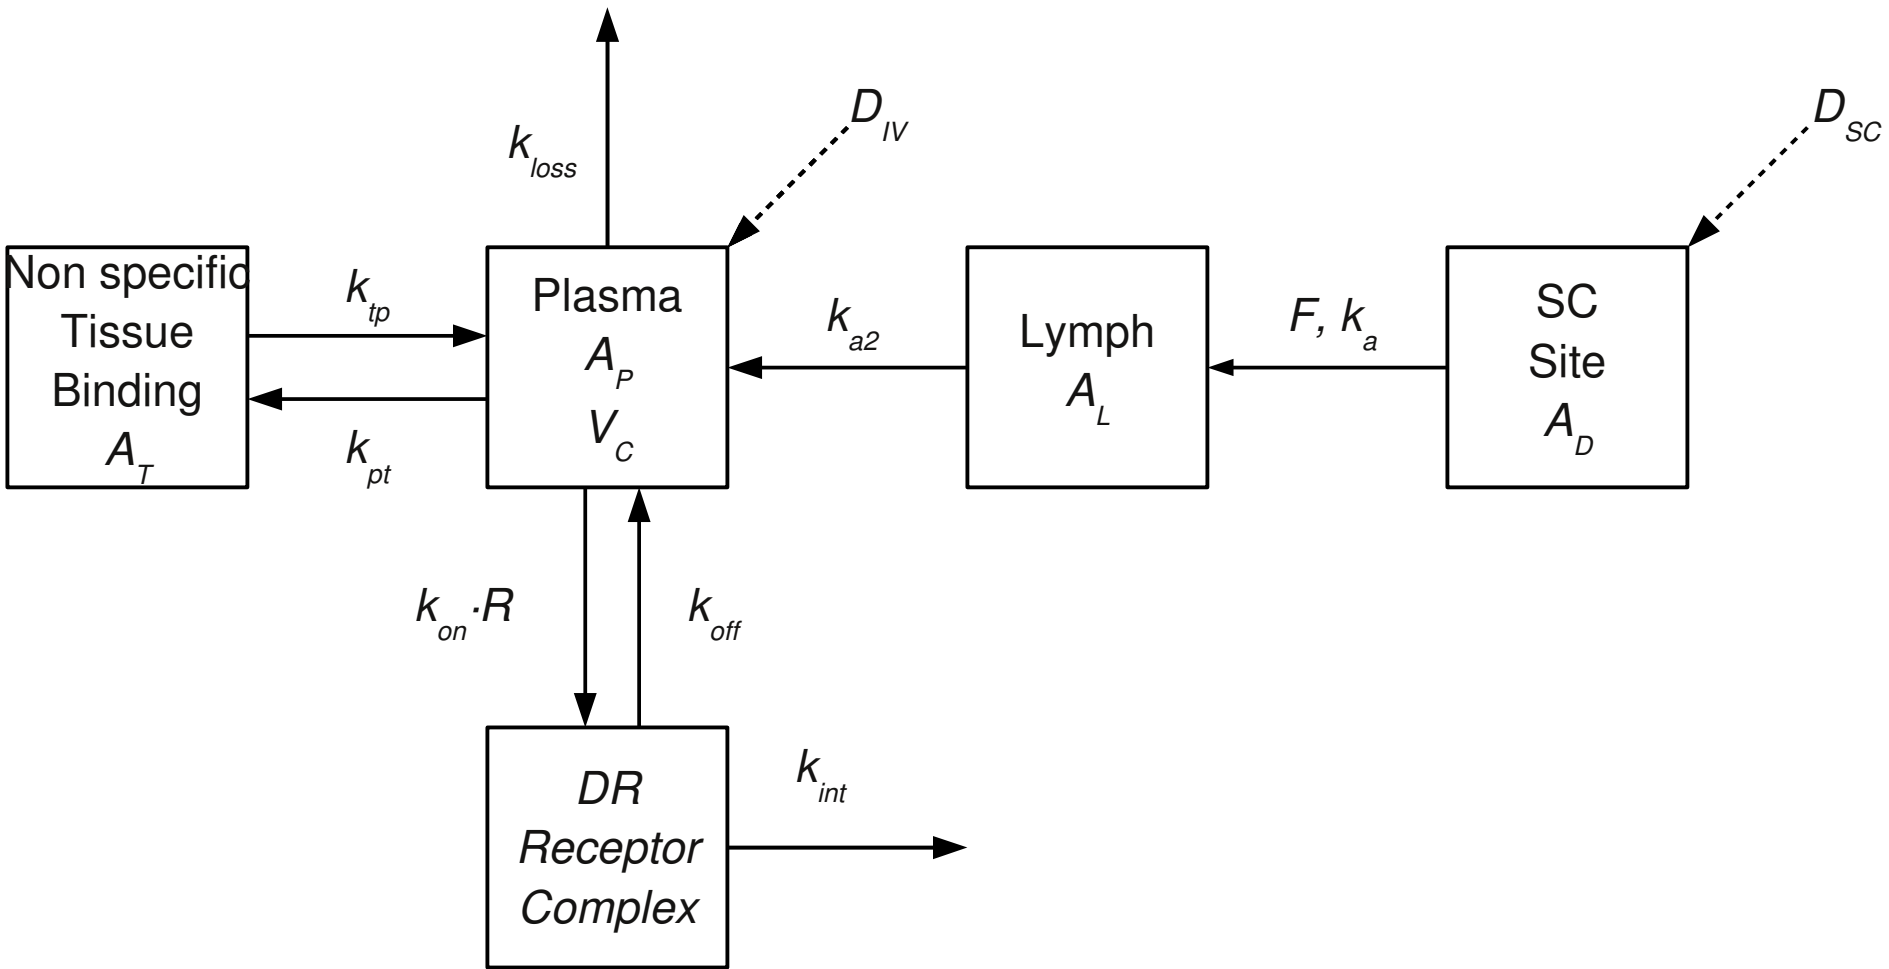 k_loss
D_IV
D_SC
Non specific
Tissue
Binding
A_T
k_tp
k_pt
Plasma
A_P
V_C
k_a2
Lymph
A_L
F, k_a
SC
Site
A_D
k_on·R
k_off
DR
Receptor
Complex
k_int